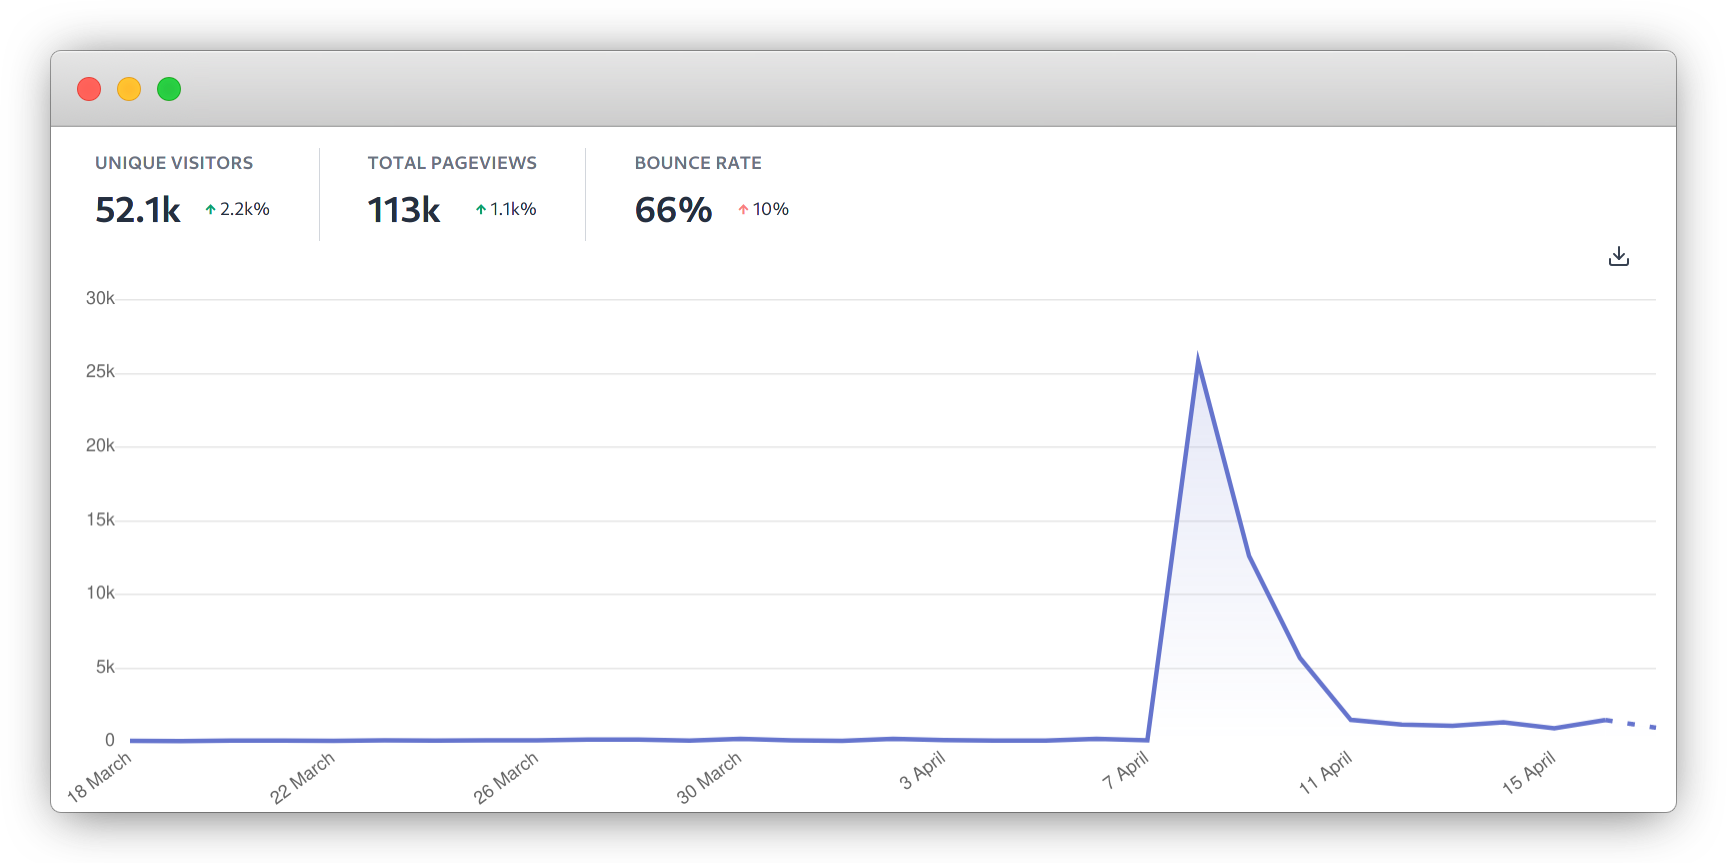 UNIQUE VISITORS
52.1k 2.2k%
TOTAL PAGEVIEWS
113k 1.1k%
BOUNCE RATE
66% 10%
30k
25k
20k
15k
10k
5k
0
18 March
22 March
26 March
30 March
3 April
7 April
11 April
15 April